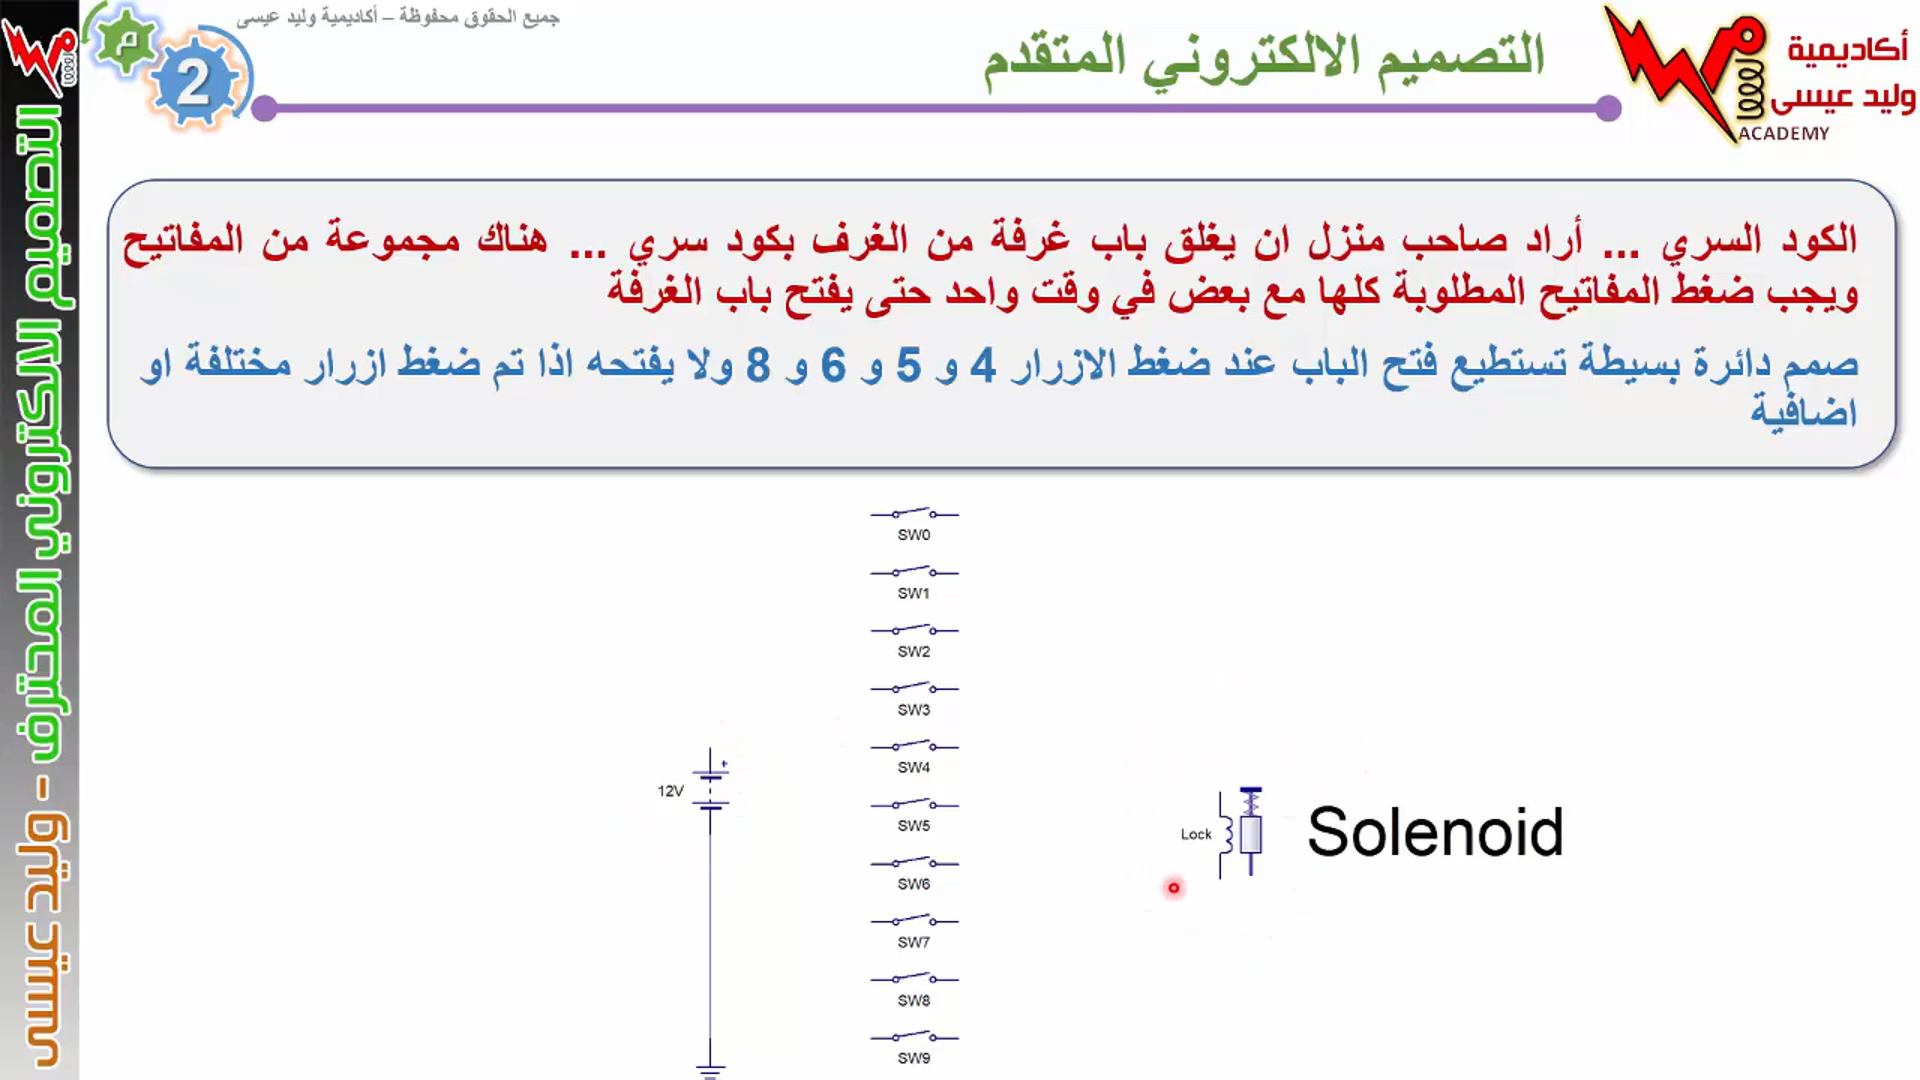 جميع الحقوق محفوظة – أكاديمية وليد عيسى
م
2
التصميم الالكتروني المتقدم
أكاديمية
وليد عيسى
ACADEMY
التصميم الالكتروني المحترف - وليد عيسى
الكود السري ... أراد صاحب منزل ان يغلق باب غرفة من الغرف بكود سري ... هناك مجموعة من المفاتيح
ويجب ضغط المفاتيح المطلوبة كلها مع بعض في وقت واحد حتى يفتح باب الغرفة
صمم دائرة بسيطة تستطيع فتح الباب عند ضغط الازرار 4 و 5 و 6 و 8 ولا يفتحه اذا تم ضغط ازرار مختلفة او
اضافية
SW0
SW1
SW2
SW3
SW4
SW5
SW6
SW7
SW8
SW9
12V
+
Lock
Solenoid